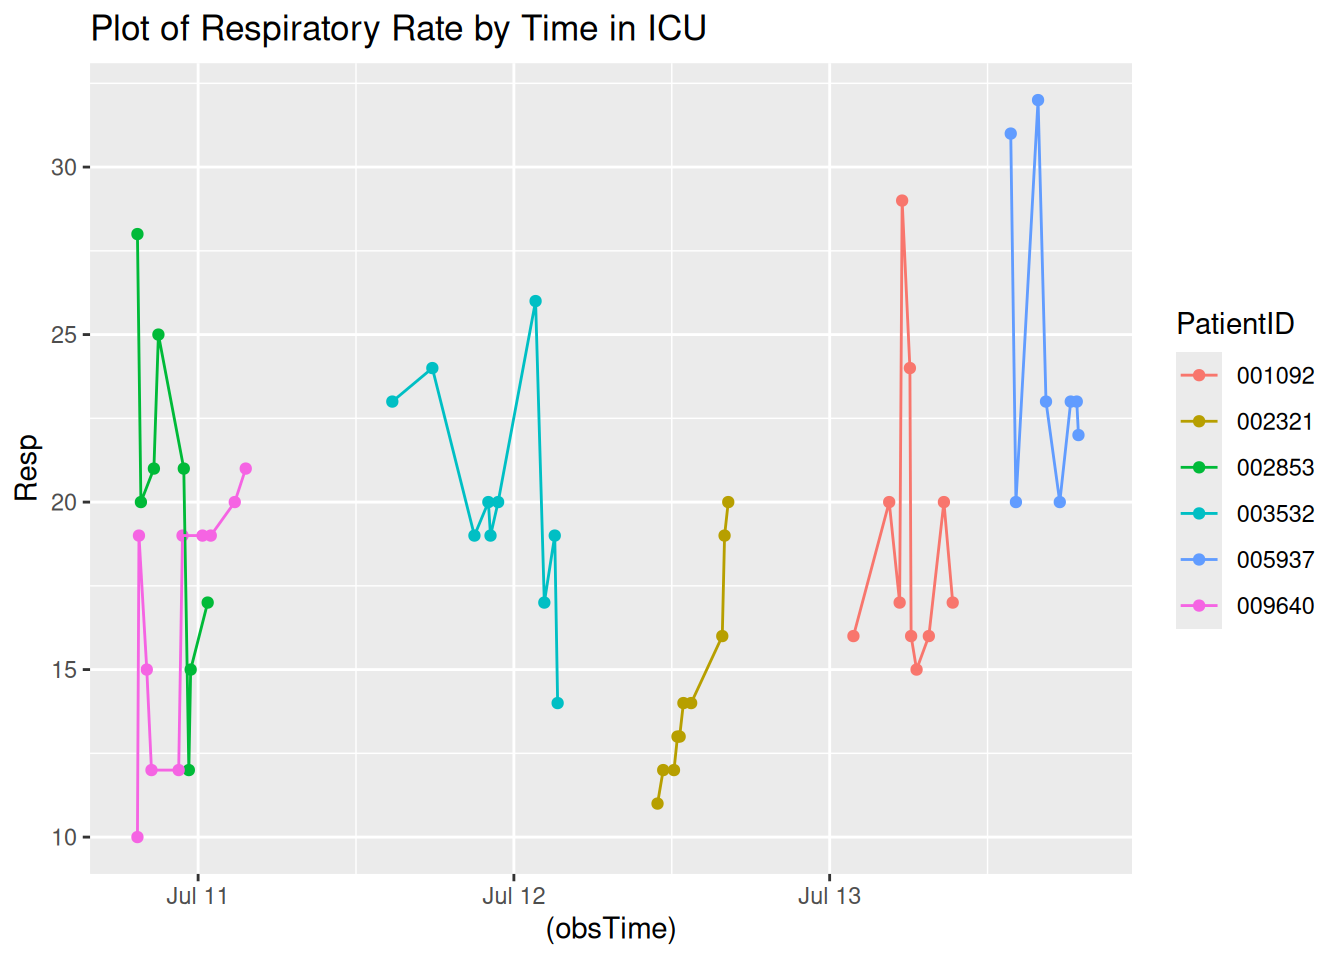 Plot of Respiratory Rate by Time in ICU
Resp
30
25
20
15
10
Jul 11 Jul 12 Jul 13
(obsTime)
PatientID
001092
002321
002853
003532
005937
009640